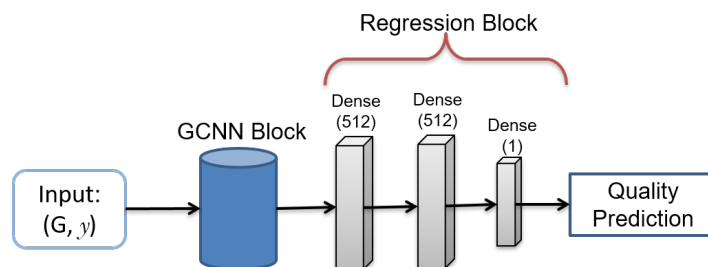 Regression Block
GCNN Block
Dense
(512)
Dense
(512)
Dense
(1)
Input:
(G, y)
Quality
Prediction